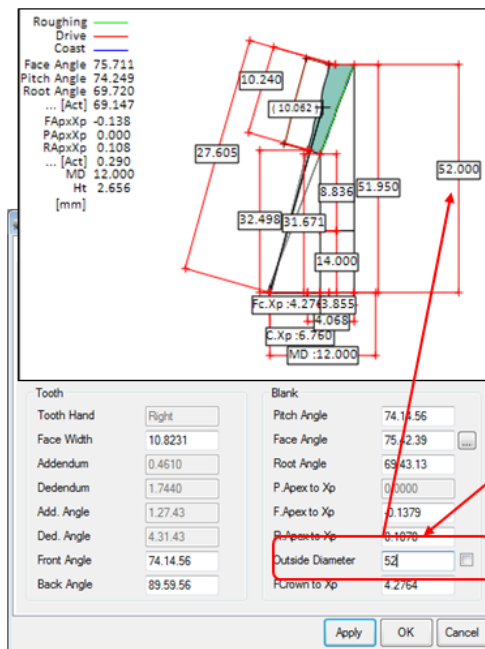 Roughing
Drive
Coast
Face Angle 75.711
Pitch Angle 74.249
Root Angle 69.720
... [Act] 69.147
FApxXp -0.138
PApxXp 0.000
RApxXp 0.108
... [Act] 0.290
MD 12.000
Ht 2.656
[mm]
10.240
( 10.062 )
27.605
52.000
8.836
51.950
32.498
31.671
14.000
Fc.Xp :4.276
3.855
4.068
C.Xp :6.760
MD :12.000
Tooth
Tooth Hand Right
Face Width 10.8231
Addendum 0.4610
Dedendum 1.7440
Add. Angle 1.27.43
Ded. Angle 4.31.43
Front Angle 74.14.56
Back Angle 89.59.56
Blank
Pitch Angle 74.14.56
Face Angle 75.42.39 ...
Root Angle 69.43.13
P.Apex to Xp 0.0000
F.Apex to Xp -0.1379
R.Apex to Xp 0.1078
Outside Diameter 52
FCrown to Xp 4.2764
Apply OK Cancel